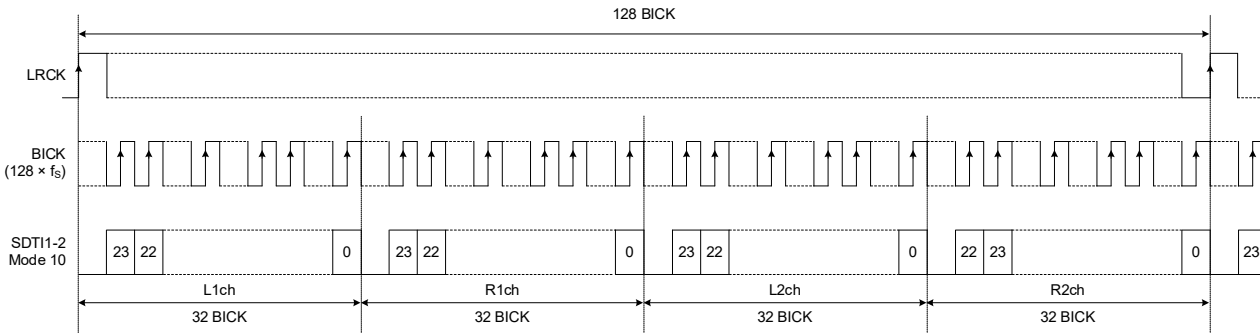 128 BICK
LRCK
BICK
(128 × fS)
SDTI1-2
Mode 10
23 22 0 23 22 0 23 22 0 22 23 0 23
L1ch R1ch L2ch R2ch
32 BICK 32 BICK 32 BICK 32 BICK